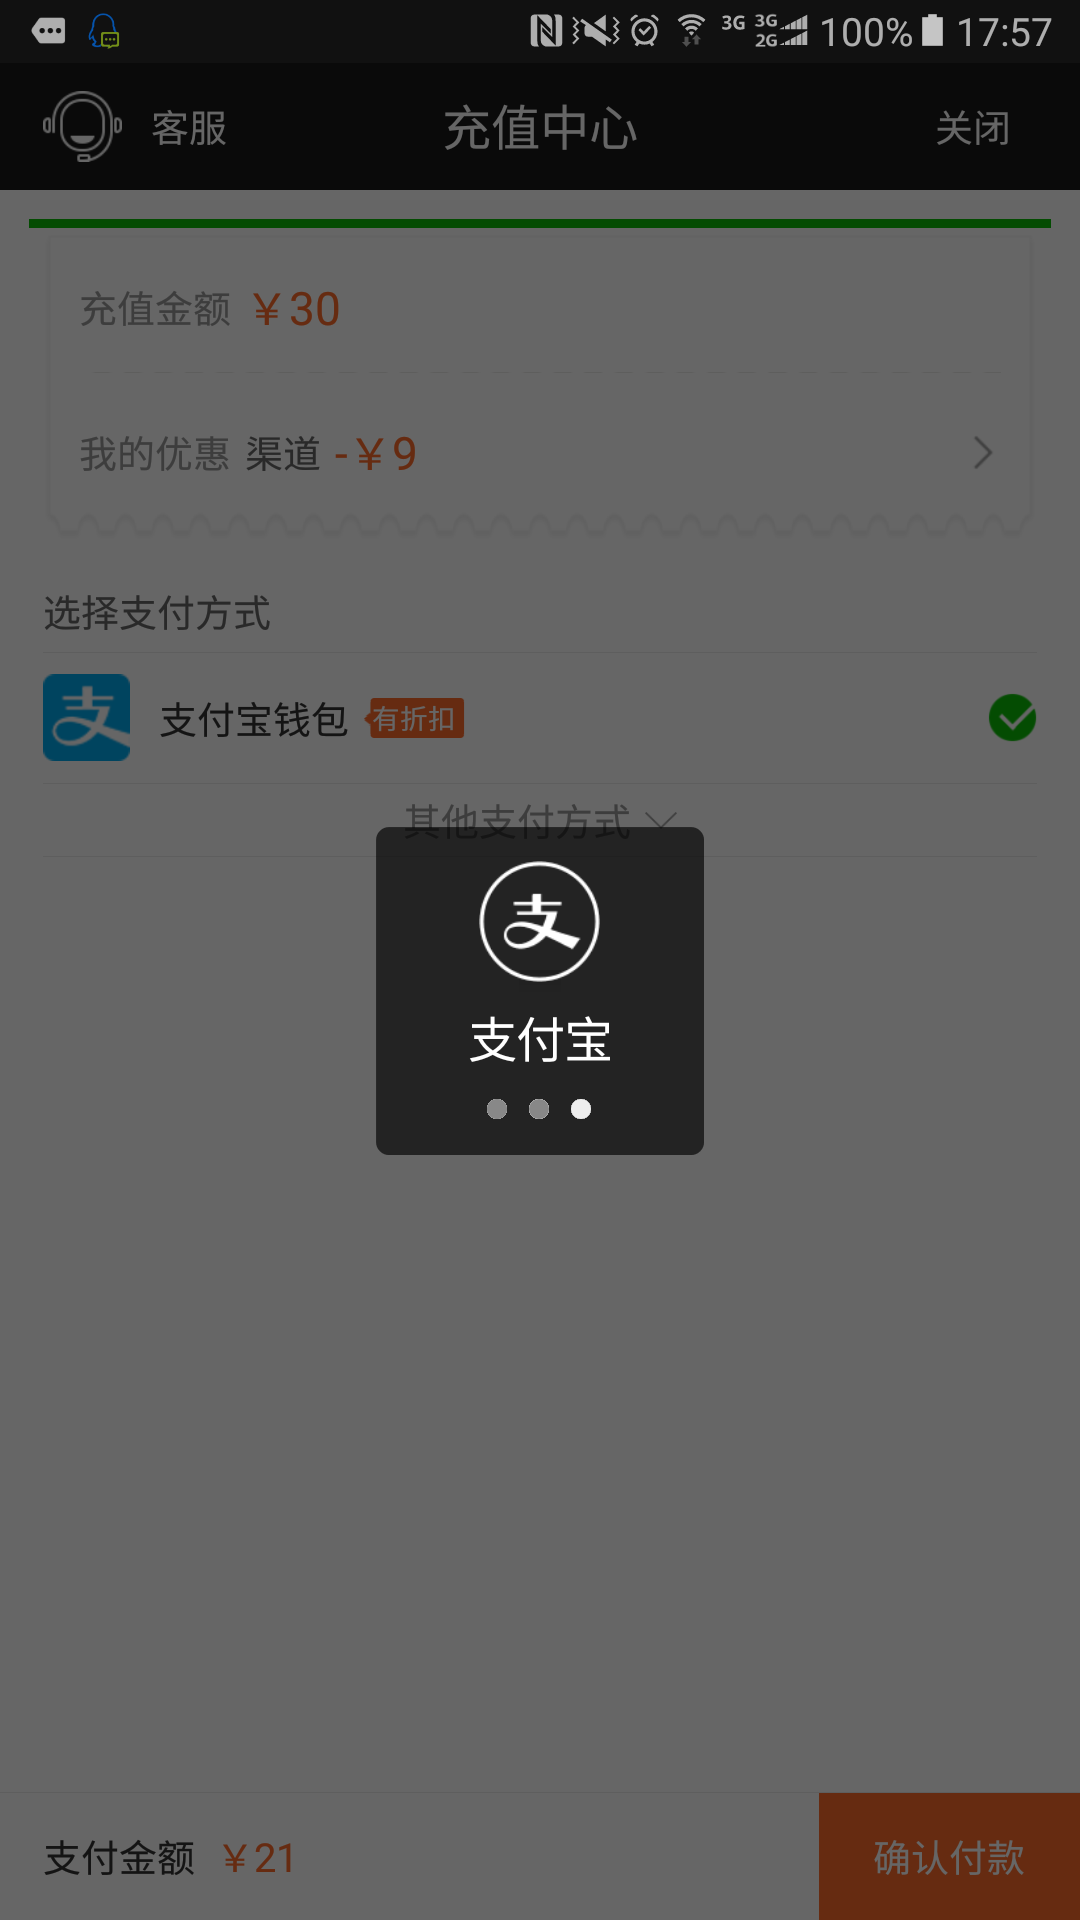 3G 3G 2G 100% 17:57
客服 充值中心 关闭
充值金额 ¥30
我的优惠 渠道 -¥9
选择支付方式
支 支付宝钱包 有折扣
其他支付方式
支
支付宝
支付金额 ¥21 确认付款